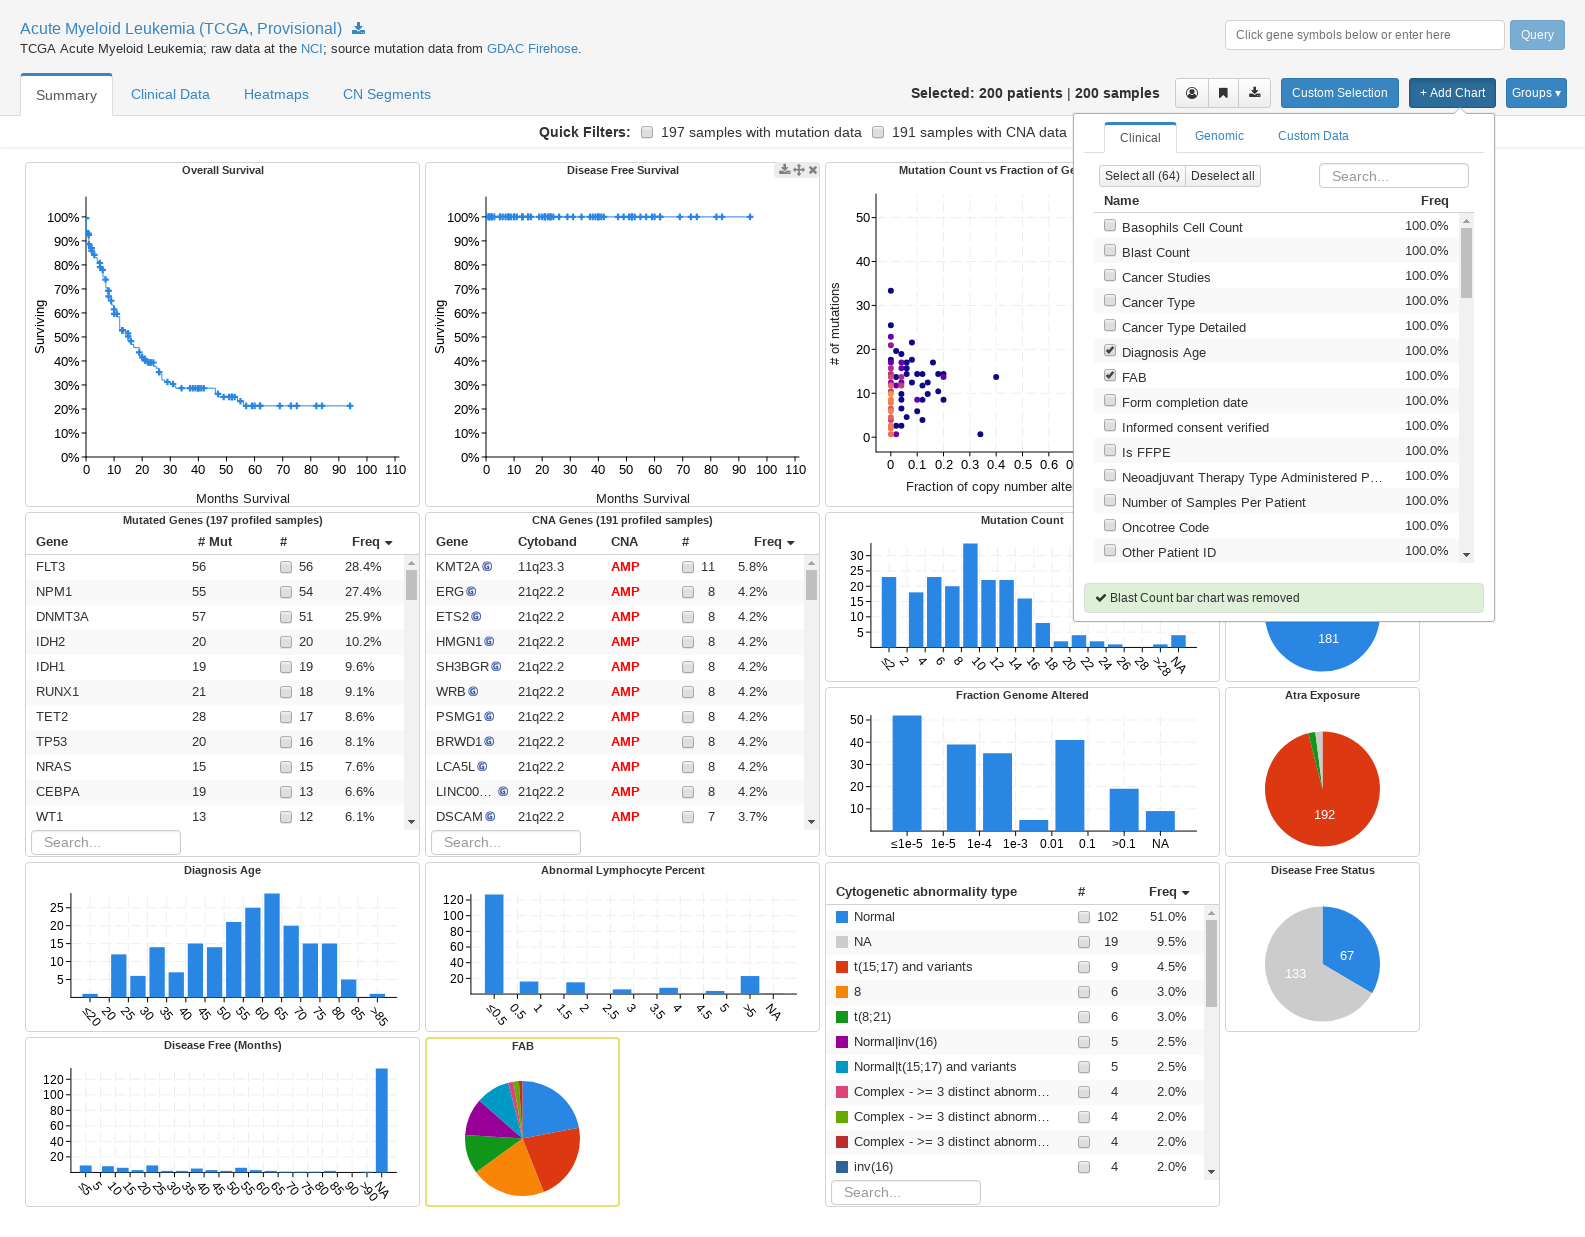 Acute Myeloid Leukemia (TCGA, Provisional)
TCGA Acute Myeloid Leukemia; raw data at the NCI; source mutation data from GDAC Firehose.
Click gene symbols below or enter here
Query
Summary Clinical Data Heatmaps CN Segments
Selected: 200 patients | 200 samples
Custom Selection
+ Add Chart
Groups ▾
Quick Filters: 197 samples with mutation data 191 samples with CNA data
Clinical Genomic Custom Data
Select all (64) Deselect all
Search...
Name Freq
Basophils Cell Count 100.0%
Blast Count 100.0%
Cancer Studies 100.0%
Cancer Type 100.0%
Cancer Type Detailed 100.0%
Diagnosis Age 100.0%
FAB 100.0%
Form completion date 100.0%
Informed consent verified 100.0%
Is FFPE 100.0%
Neoadjuvant Therapy Type Administered P... 100.0%
Number of Samples Per Patient 100.0%
Oncotree Code 100.0%
Other Patient ID 100.0%
Blast Count bar chart was removed
Overall Survival
Surviving
100%
90%
80%
70%
60%
50%
40%
30%
20%
10%
0%
0 10 20 30 40 50 60 70 80 90 100 110
Months Survival
Disease Free Survival
Surviving
100%
90%
80%
70%
60%
50%
40%
30%
20%
10%
0%
0 10 20 30 40 50 60 70 80 90 100 110
Months Survival
Mutation Count vs Fraction of Ge
# of mutations
50
40
30
20
10
0
0 0.1 0.2 0.3 0.4 0.5 0.6 0
Fraction of copy number alter
Mutated Genes (197 profiled samples)
Gene # Mut # Freq
FLT3 56 56 28.4%
NPM1 55 54 27.4%
DNMT3A 57 51 25.9%
IDH2 20 20 10.2%
IDH1 19 19 9.6%
RUNX1 21 18 9.1%
TET2 28 17 8.6%
TP53 20 16 8.1%
NRAS 15 15 7.6%
CEBPA 19 13 6.6%
WT1 13 12 6.1%
Search...
CNA Genes (191 profiled samples)
Gene Cytoband CNA # Freq
KMT2A G 11q23.3 AMP 11 5.8%
ERG G 21q22.2 AMP 8 4.2%
ETS2 G 21q22.2 AMP 8 4.2%
HMGN1 G 21q22.2 AMP 8 4.2%
SH3BGR G 21q22.2 AMP 8 4.2%
WRB G 21q22.2 AMP 8 4.2%
PSMG1 G 21q22.2 AMP 8 4.2%
BRWD1 G 21q22.2 AMP 8 4.2%
LCA5L G 21q22.2 AMP 8 4.2%
LINC00... G 21q22.2 AMP 8 4.2%
DSCAM G 21q22.2 AMP 7 3.7%
Search...
Mutation Count
30
25
20
15
10
5
≤2 2 4 6 8 10 12 14 16 18 20 22 24 26 28 >28 NA
181
Fraction Genome Altered
50
40
30
20
10
≤1e-5 1e-5 1e-4 1e-3 0.01 0.1 >0.1 NA
Atra Exposure
192
Diagnosis Age
25
20
15
10
5
≤20 20 25 30 35 40 45 50 55 60 65 70 75 80 85 >85
Abnormal Lymphocyte Percent
120
100
80
60
40
20
≤0.5 0.5 1 1.5 2 2.5 3 3.5 4 4.5 5 >5 NA
Cytogenetic abnormality type # Freq
Normal 102 51.0%
NA 19 9.5%
t(15;17) and variants 9 4.5%
8 6 3.0%
t(8;21) 6 3.0%
Normal|inv(16) 5 2.5%
Normal|t(15;17) and variants 5 2.5%
Complex - >= 3 distinct abnorm... 4 2.0%
Complex - >= 3 distinct abnorm... 4 2.0%
Complex - >= 3 distinct abnorm... 4 2.0%
inv(16) 4 2.0%
Search...
Disease Free Status
67
133
Disease Free (Months)
120
100
80
60
40
20
≤5 5 10 15 20 25 30 35 40 45 50 55 60 65 70 75 80 85 90 >90 NA
FAB